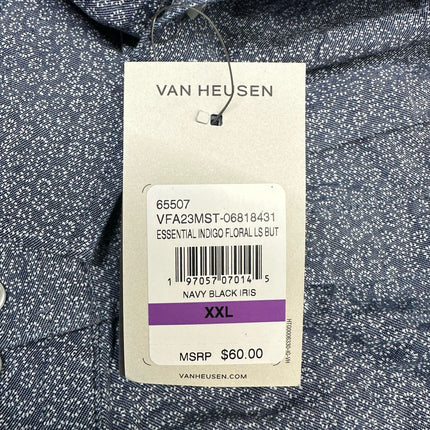 VAN HEUSEN
65507
VFA23MST-06818431
ESSENTIAL INDIGO FLORAL LS BUT
1 97057 07014 5
NAVY BLACK IRIS
XXL
MSRP $60.00
VANHEUSEN.COM